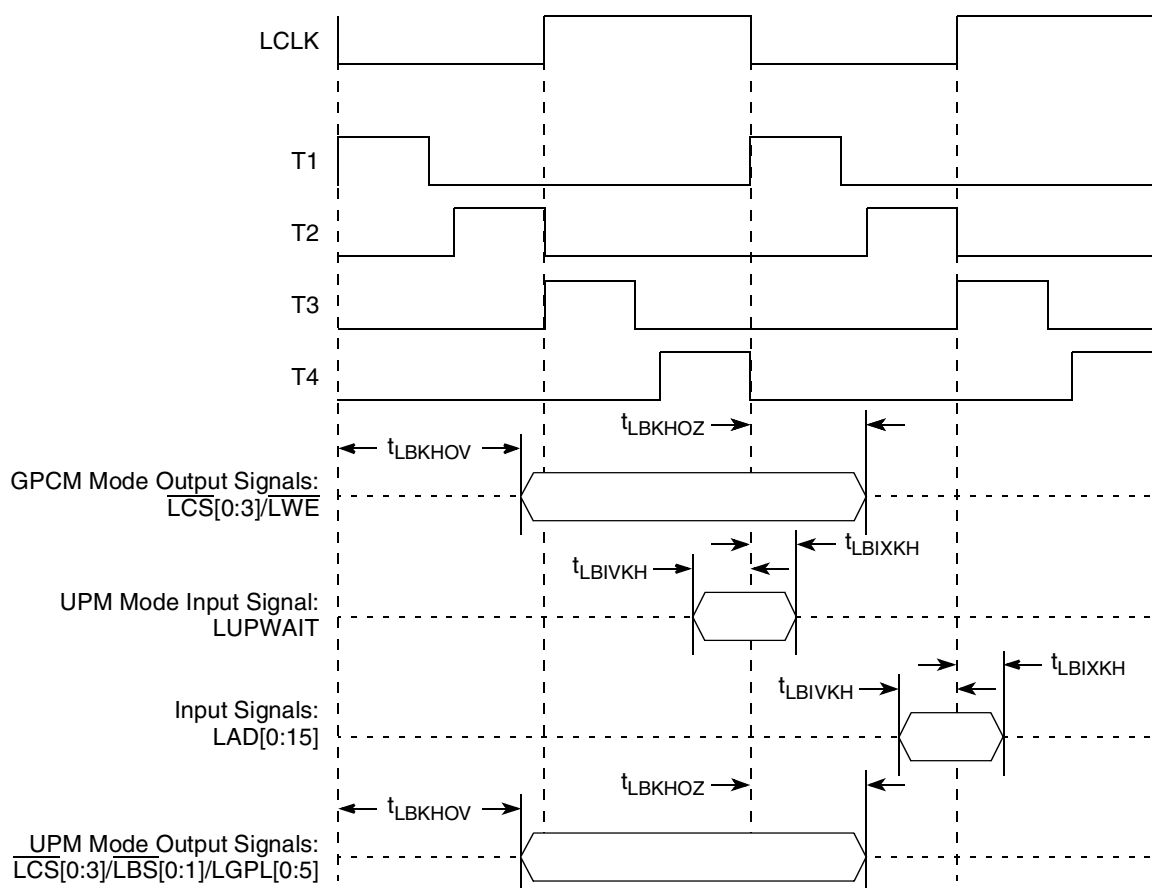 LCLK
T1
T2
T3
T4
tLBKHOZ
tLBKHOV
GPCM Mode Output Signals:
LCS[0:3]/LWE
tLBIXKH
tLBIVKH
UPM Mode Input Signal:
LUPWAIT
tLBIXKH
tLBIVKH
Input Signals:
LAD[0:15]
tLBKHOZ
tLBKHOV
UPM Mode Output Signals:
LCS[0:3]/LBS[0:1]/LGPL[0:5]